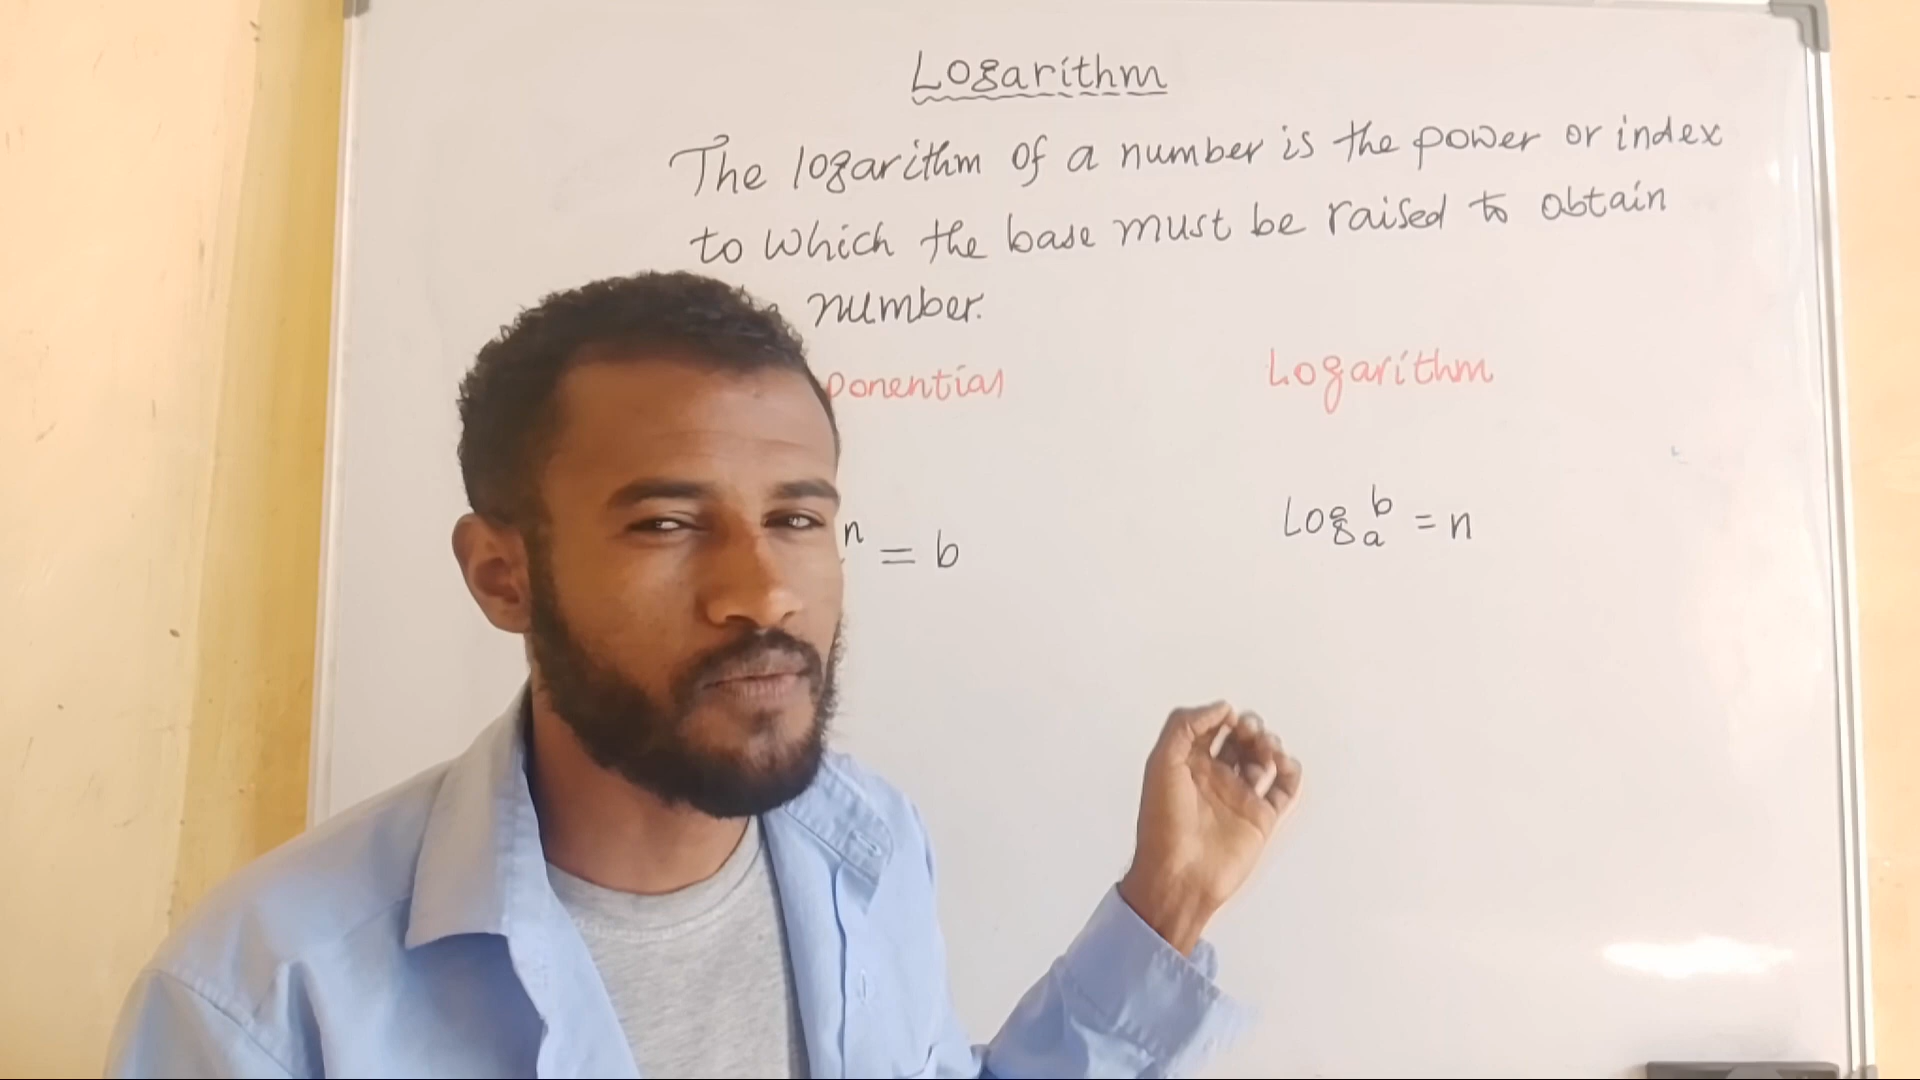 Logarithm
The logarithm of a number is the power or index
to which the base must be raised to obtain
number.
ponential Logarithm
n = b Log_a^b = n